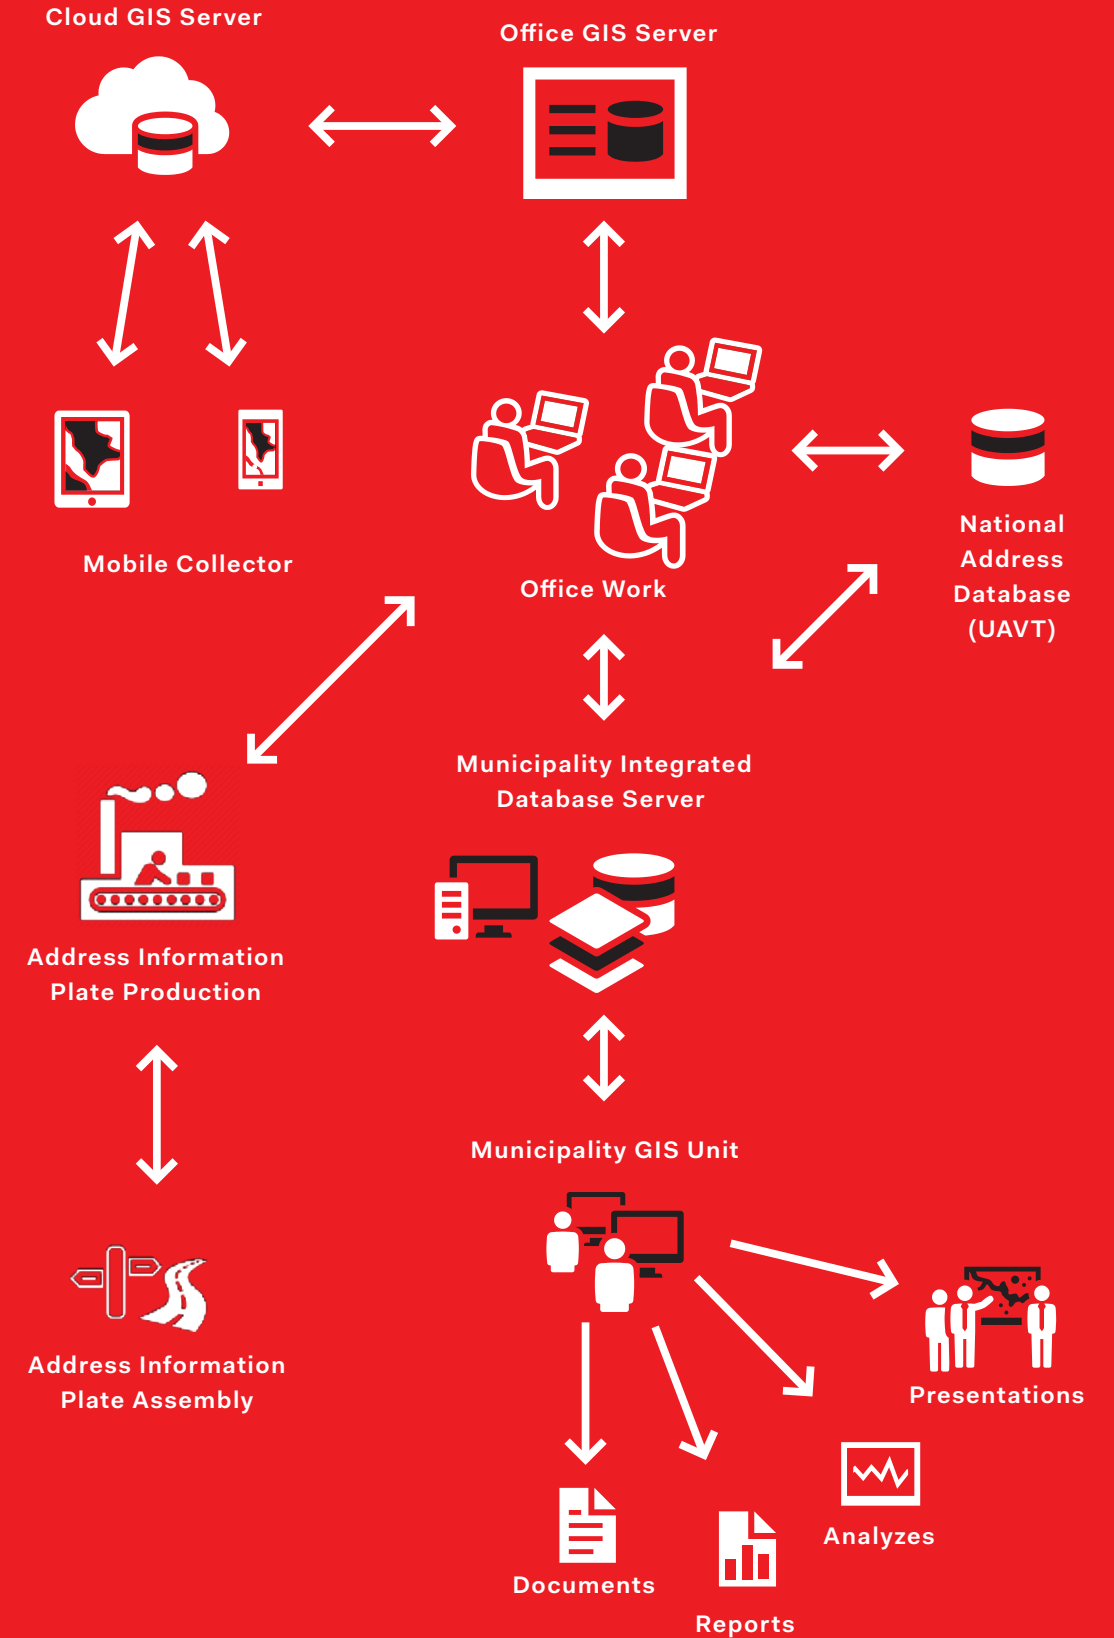 Cloud GIS Server
Office GIS Server
Mobile Collector
Office Work
National
Address
Database
(UAVT)
Municipality Integrated
Database Server
Address Information
Plate Production
Municipality GIS Unit
Address Information
Plate Assembly
Presentations
Analyzes
Documents
Reports